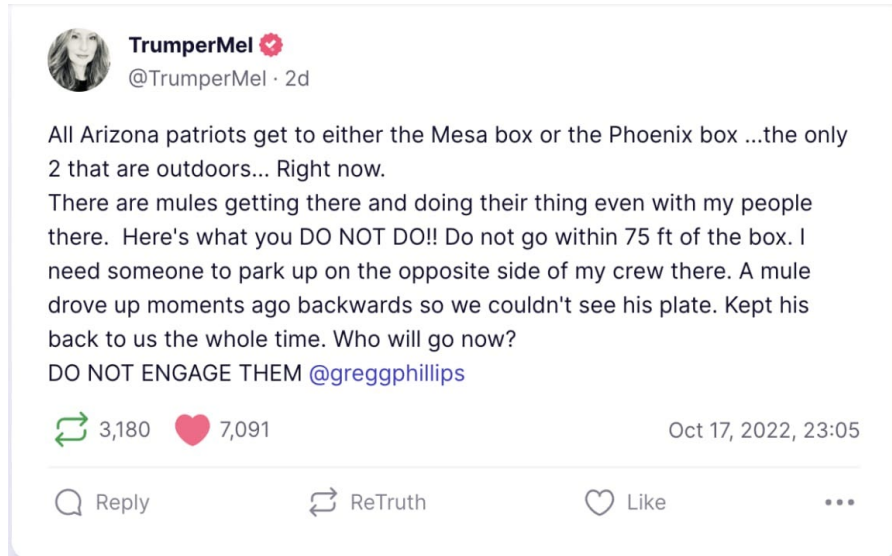 TrumperMel
@TrumperMel · 2d
All Arizona patriots get to either the Mesa box or the Phoenix box ...the only
2 that are outdoors... Right now.
There are mules getting there and doing their thing even with my people
there.  Here's what you DO NOT DO!! Do not go within 75 ft of the box. I
need someone to park up on the opposite side of my crew there. A mule
drove up moments ago backwards so we couldn't see his plate. Kept his
back to us the whole time. Who will go now?
DO NOT ENGAGE THEM @greggphillips
3,180 7,091 Oct 17, 2022, 23:05
Reply ReTruth Like